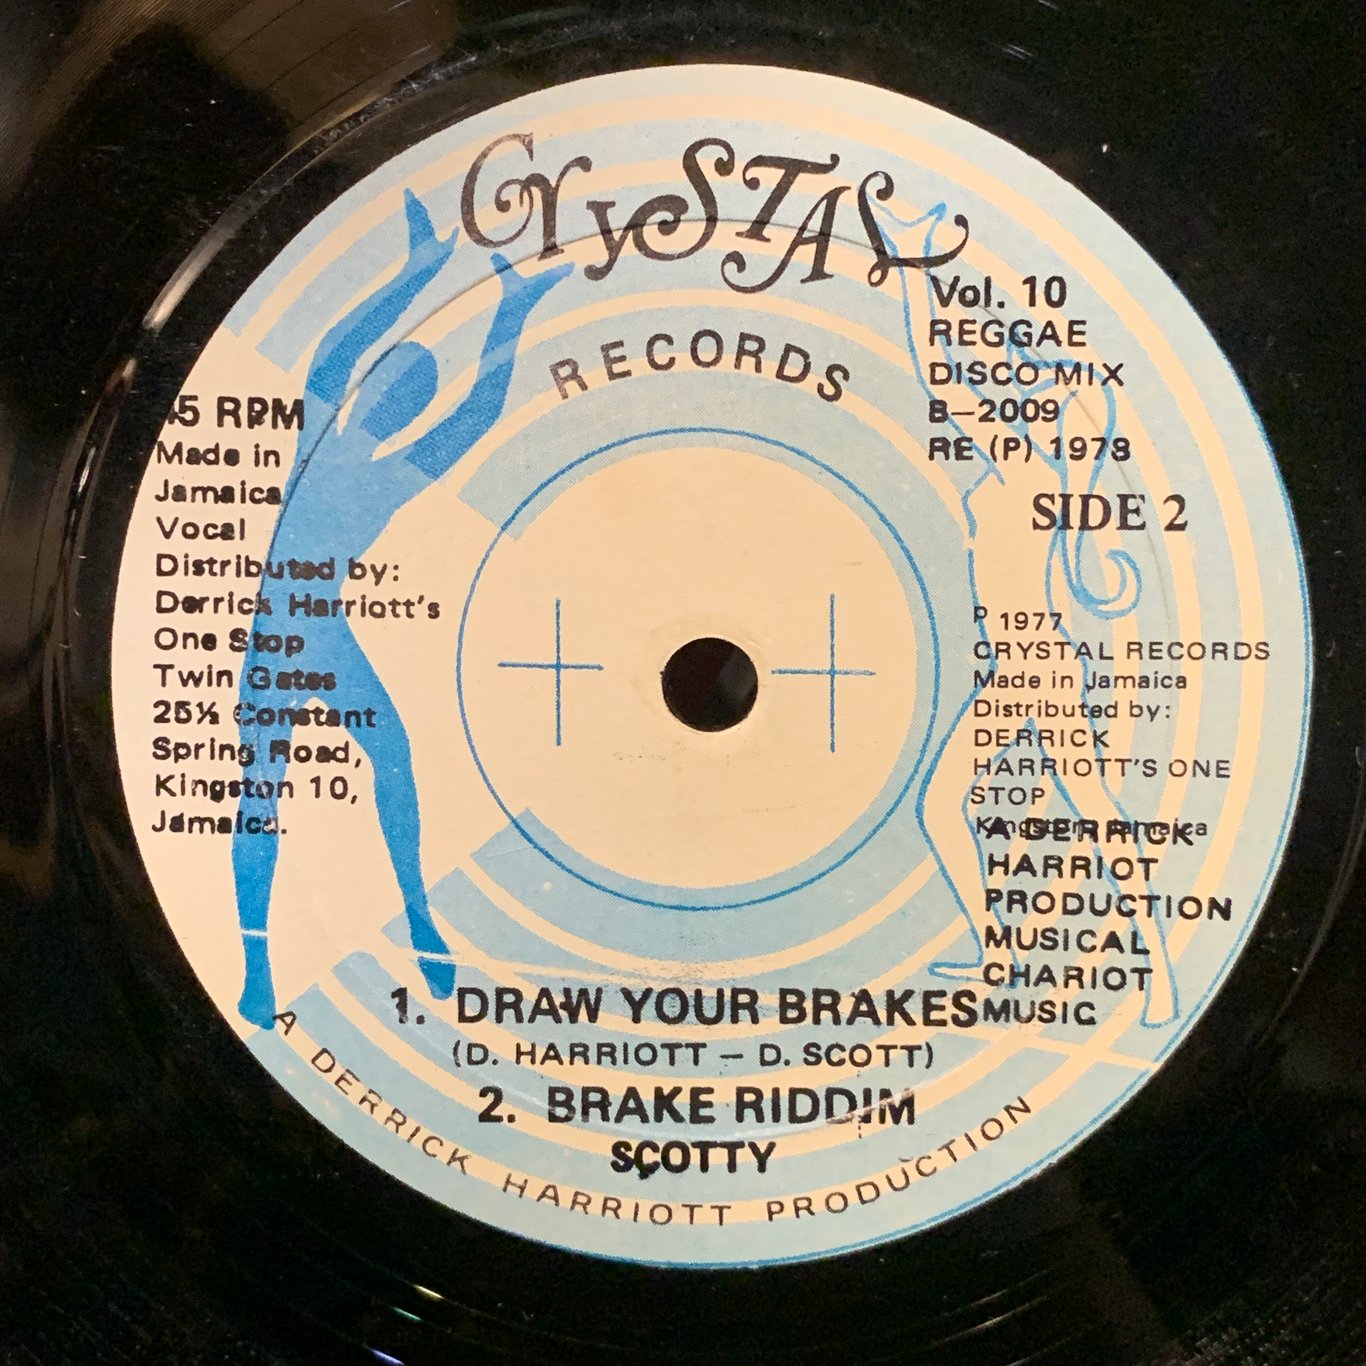 CRYSTAL
RECORDS
Vol. 10
REGGAE
DISCO MIX
B—2009
RE (P) 1978
SIDE 2
45 RPM
Made in
Jamaica
Vocal
Distributed by:
Derrick Harriott's
One Stop
Twin Gates
25½ Constant
Spring Road,
Kingston 10,
Jamaica.
P 1977
CRYSTAL RECORDS
Made in Jamaica
Distributed by:
DERRICK
HARRIOTT'S ONE
STOP
Kingston Jamaica
A DERRICK
HARRIOT
PRODUCTION
MUSICAL
CHARIOT
MUSIC
1. DRAW YOUR BRAKES
(D. HARRIOTT – D. SCOTT)
2. BRAKE RIDDIM
SCOTTY
A DERRICK HARRIOTT PRODUCTION